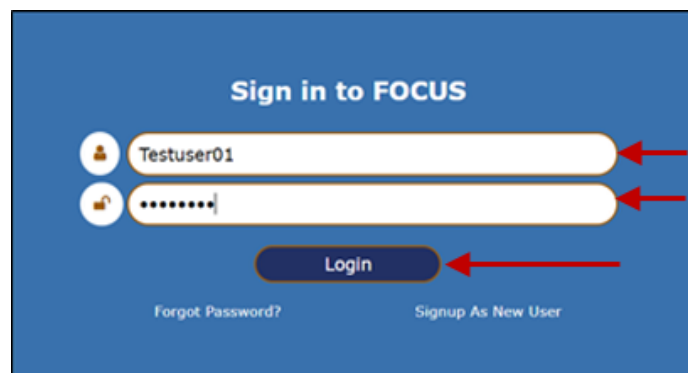 Sign in to FOCUS
Testuser01
••••••••
Login
Forgot Password? Signup As New User